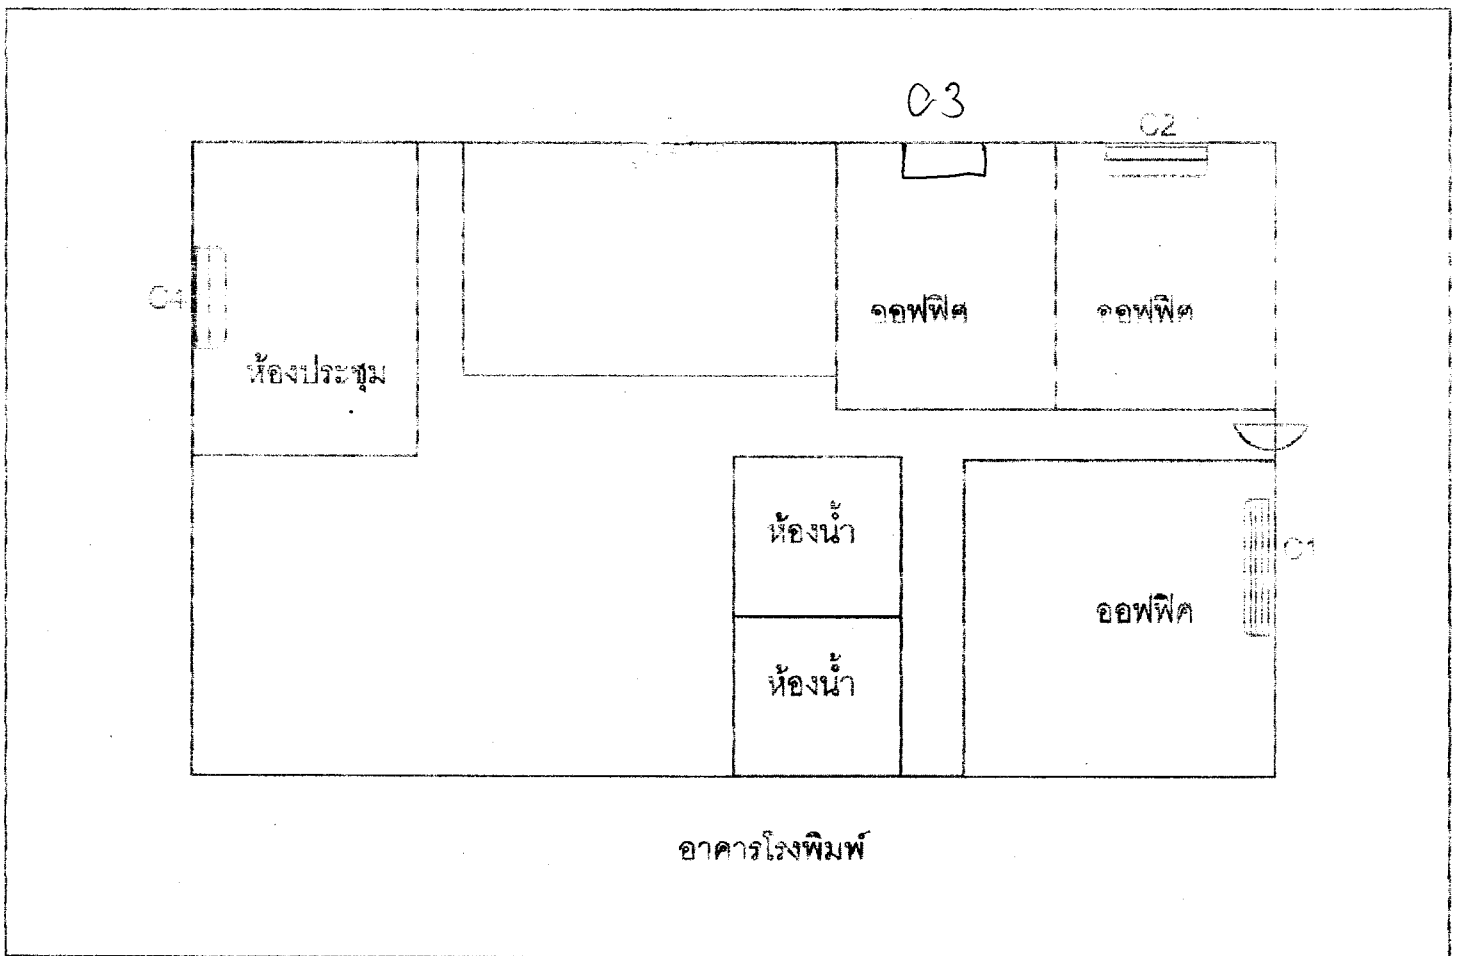 C3
C2
C4
ออฟฟิศ
ออฟฟิศ
ห้องประชุม
ห้องน้ำ
C1
ออฟฟิศ
ห้องน้ำ
อาคารโรงพิมพ์